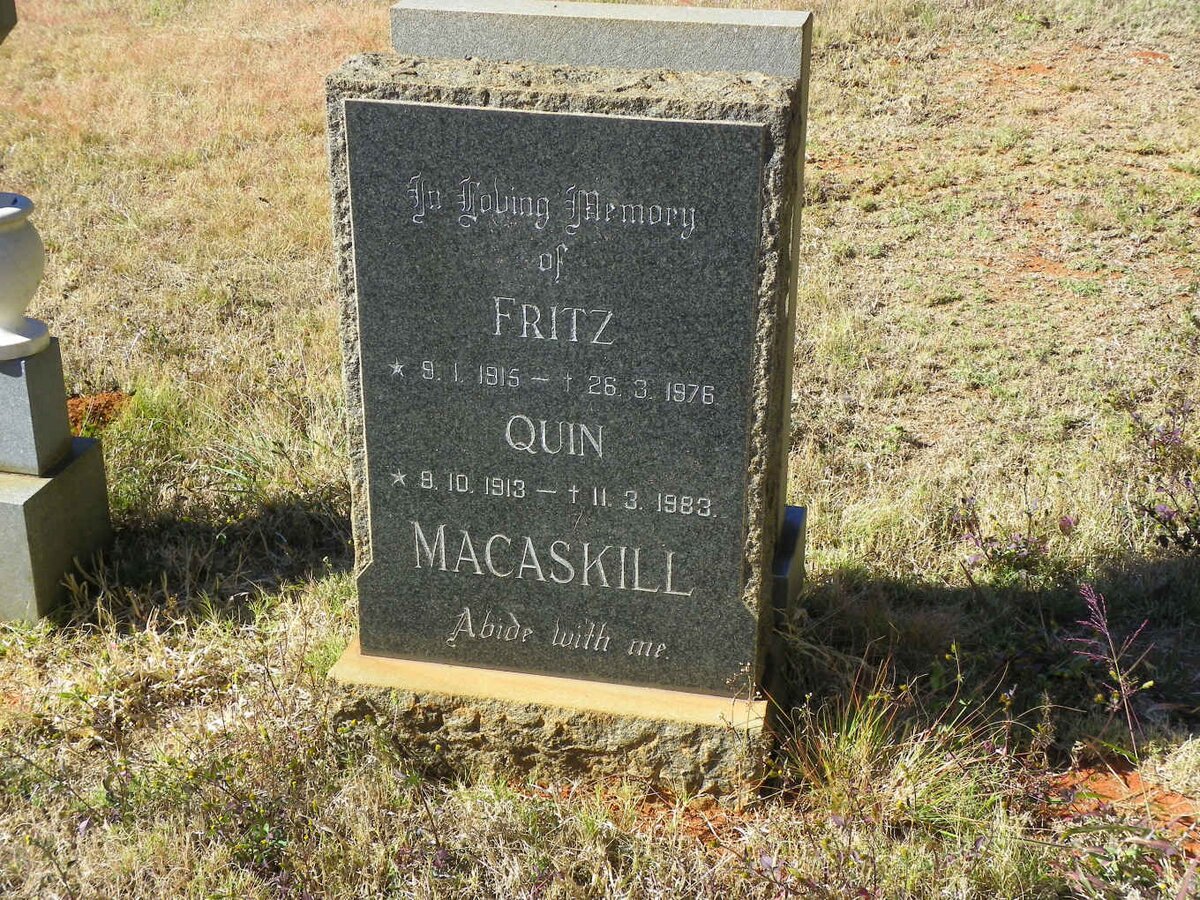 In Loving Memory
of
FRITZ
* 9. 1. 1915 — † 26. 3. 1976
QUIN
* 9. 10. 1913 — † 11. 3. 1983.
MACASKILL
Abide with me.